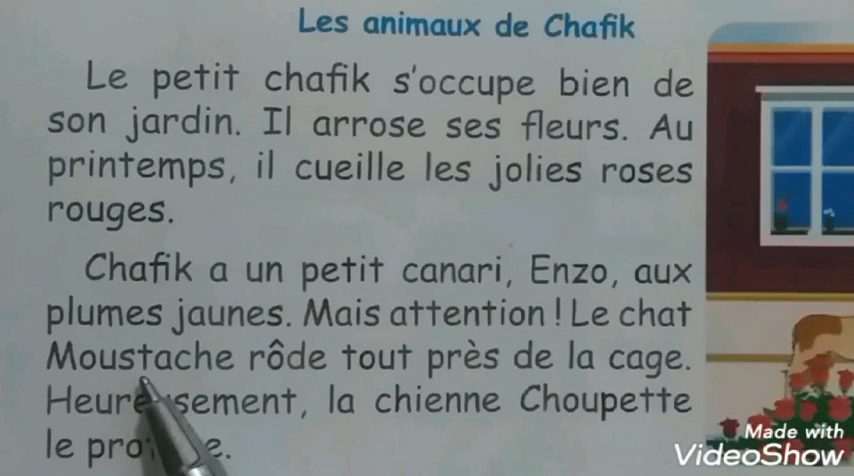 Les animaux de Chafik
Le petit chafik s'occupe bien de
son jardin. Il arrose ses fleurs. Au
printemps, il cueille les jolies roses
rouges.
Chafik a un petit canari, Enzo, aux
plumes jaunes. Mais attention ! Le chat
Moustache rôde tout près de la cage.
Heureusement, la chienne Choupette
le protège.
Made with
VideoShow